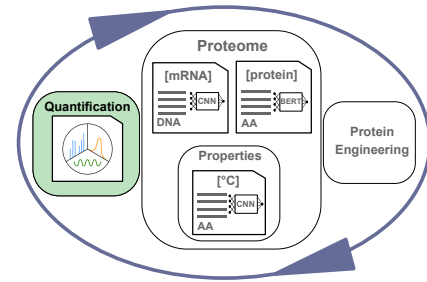 Proteome
[mRNA]
CNN
DNA
[protein]
BERT
AA
Quantification
Properties
[°C]
CNN
AA
Protein
Engineering